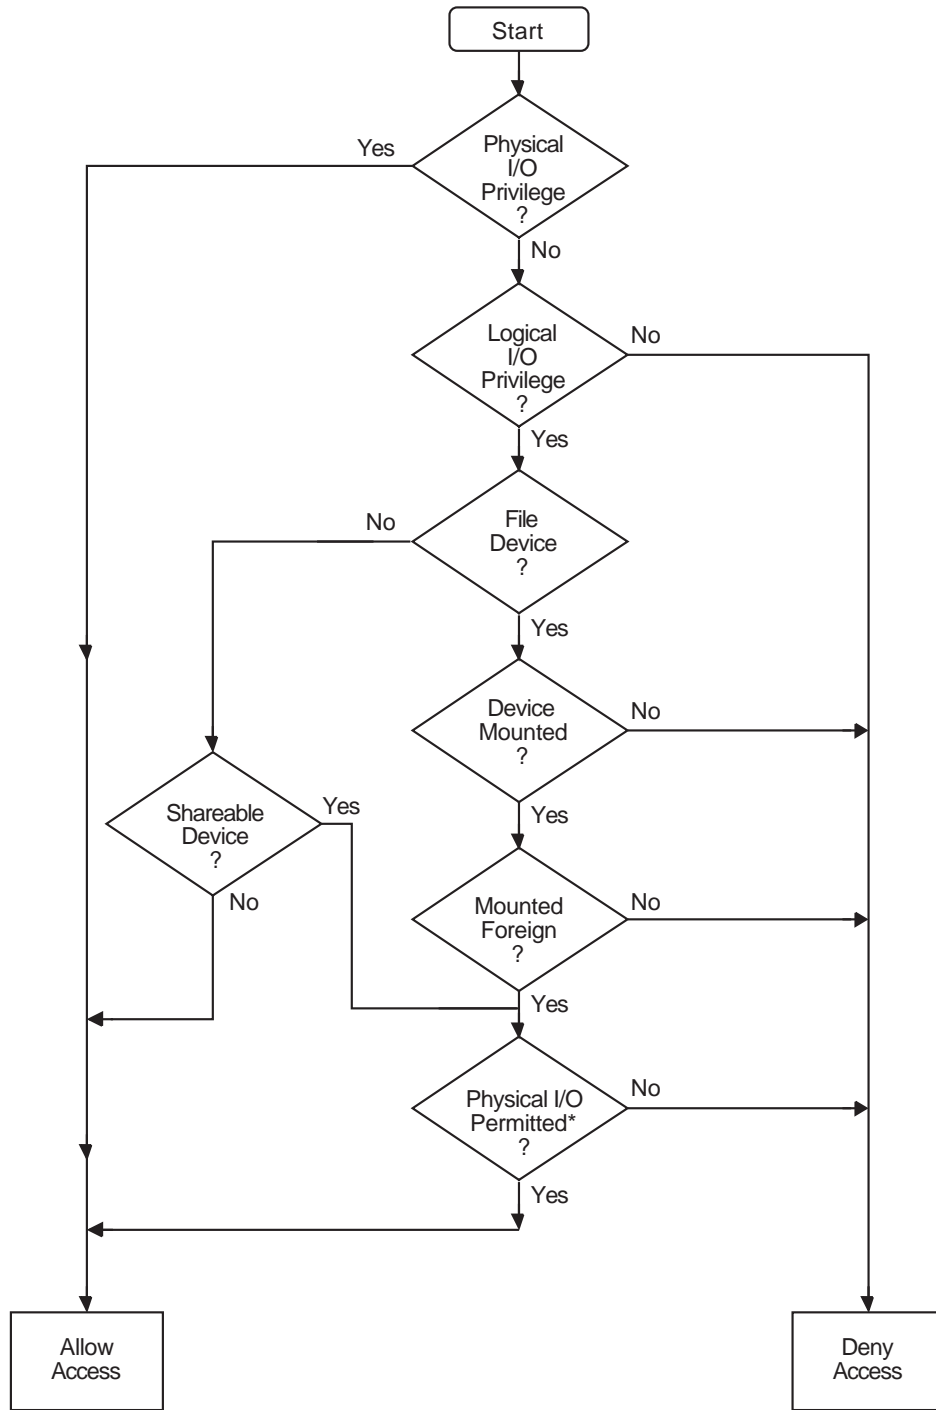 Start
Yes
Physical
I/O
Privilege
?
No
Logical
I/O
Privilege
?
No
Yes
File
Device
?
No
Yes
Device
Mounted
?
No
Yes
Shareable
Device
?
Yes
No
Mounted
Foreign
?
No
Yes
Physical I/O
Permitted*
?
No
Yes
Allow
Access
Deny
Access